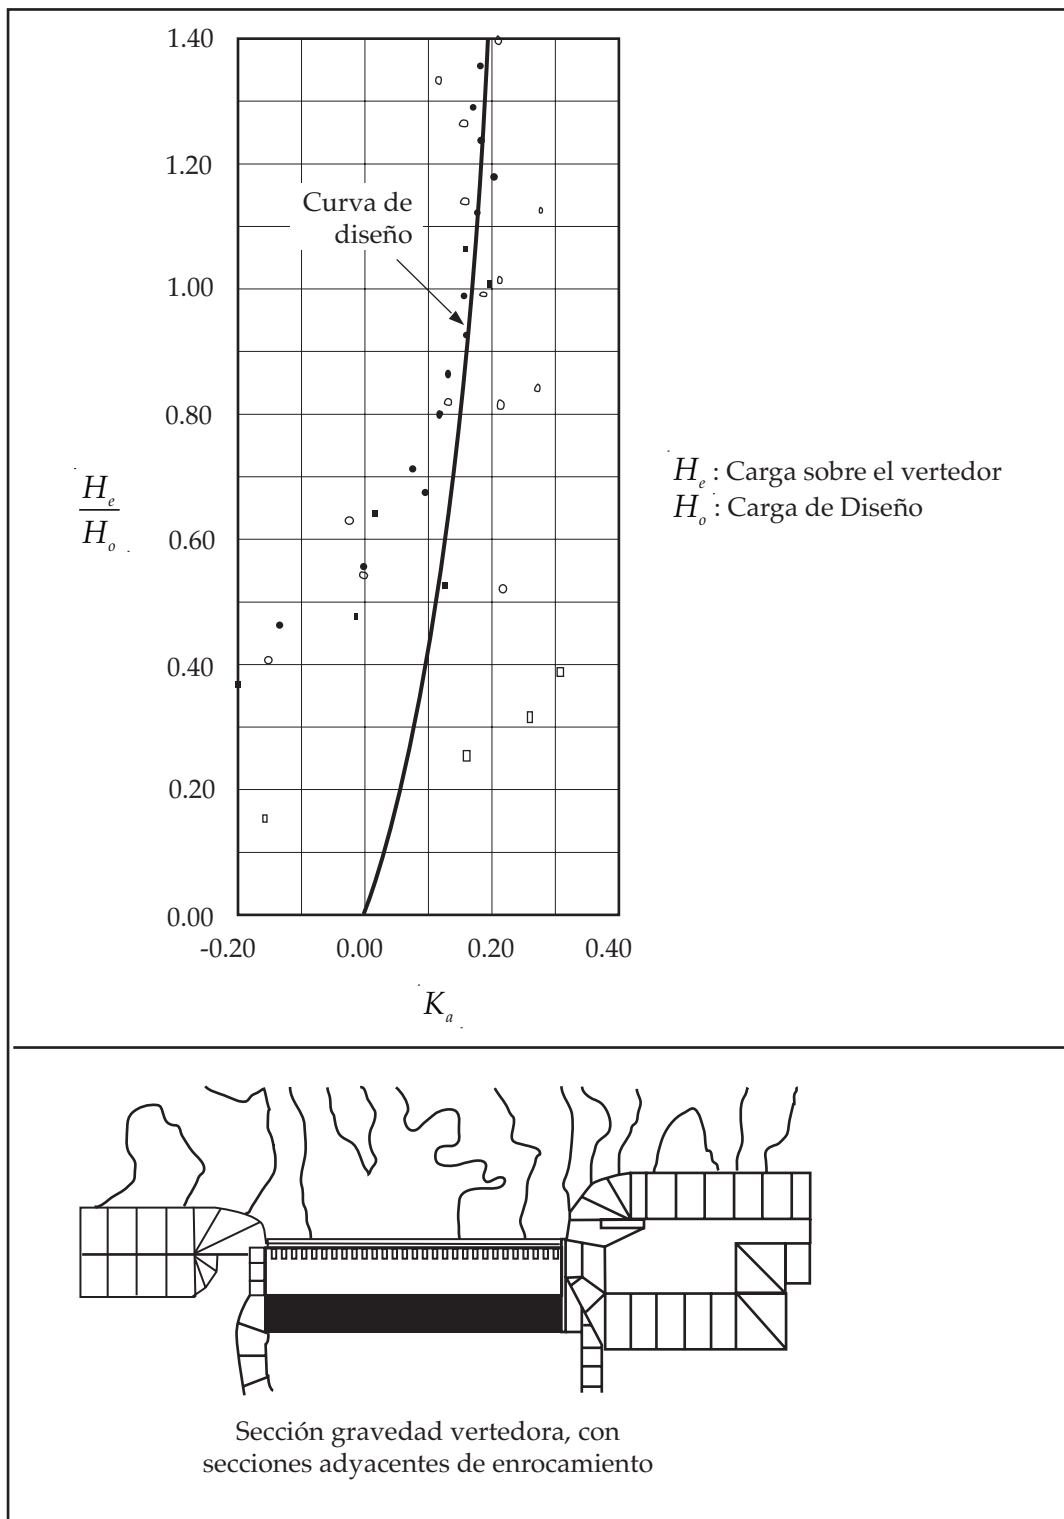 1.40
1.20
Curva de
diseño
1.00
0.80
H_e
H_o
0.60
0.40
0.20
0.00
-0.20 0.00 0.20 0.40
K_a
H_e : Carga sobre el vertedor
H_o : Carga de Diseño
Sección gravedad vertedora, con
secciones adyacentes de enrocamiento